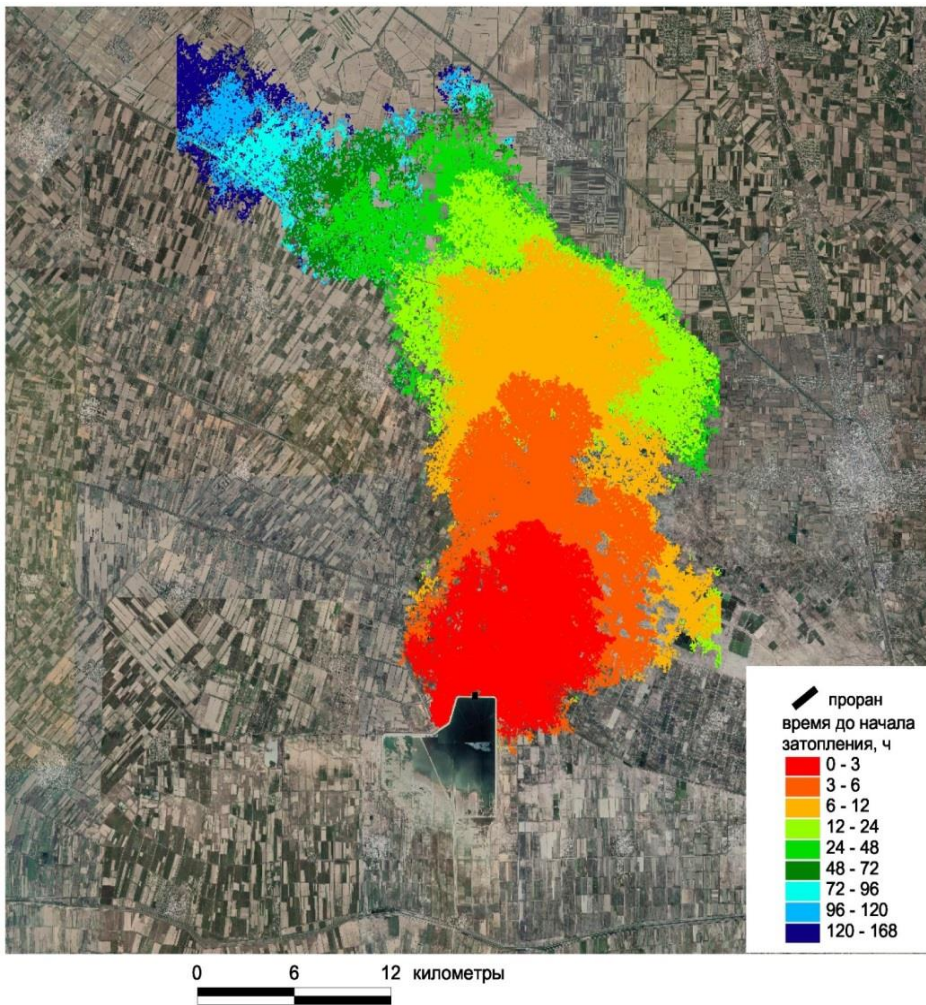 проран
время до начала
затопления, ч
0 - 3
3 - 6
6 - 12
12 - 24
24 - 48
48 - 72
72 - 96
96 - 120
120 - 168
0 6 12 километры